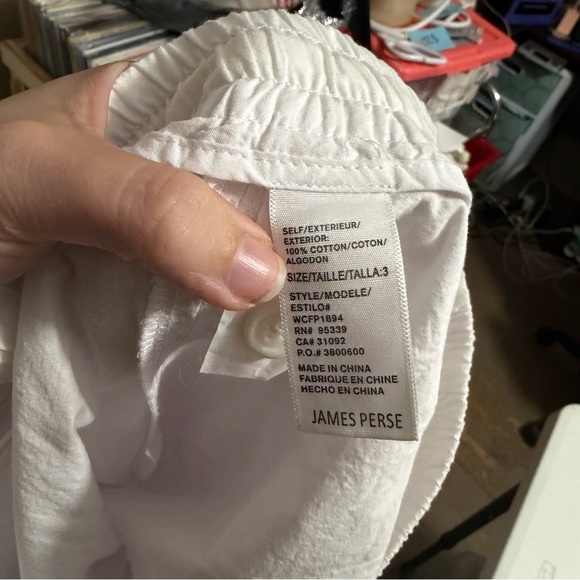 SELF/EXTERIEUR/
EXTERIOR:
100% COTTON/COTON/
ALGODON
SIZE/TAILLE/TALLA:3
STYLE/MODELE/
ESTILO#
WCFP1894
RN# 95339
CA# 31092
P.O.# 3800600
MADE IN CHINA
FABRIQUE EN CHINE
HECHO EN CHINA
JAMES PERSE